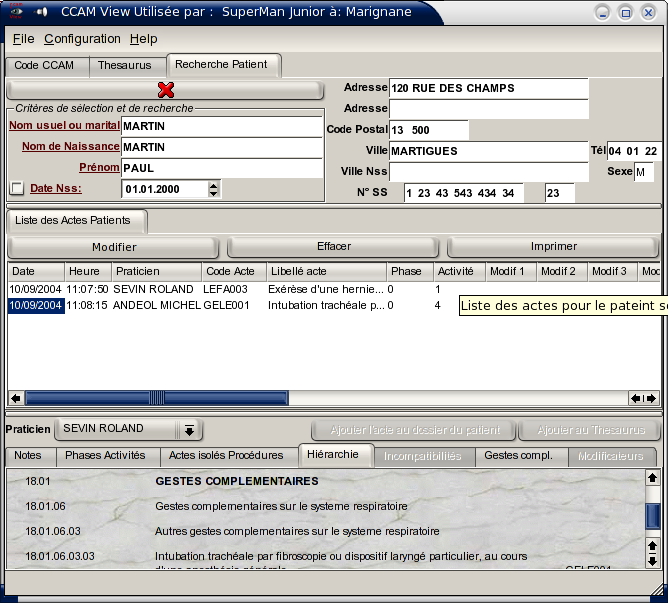 CCAM View Utilisée par : SuperMan Junior à: Marignane
File Configuration Help
Code CCAM Thesaurus Recherche Patient
Critères de sélection et de recherche
Nom usuel ou marital MARTIN
Nom de Naissance MARTIN
Prénom PAUL
Date Nss: 01.01.2000
Adresse 120 RUE DES CHAMPS
Adresse
Code Postal 13 500
Ville MARTIGUES Tél 04 01 22
Ville Nss Sexe M
N° SS 1 23 43 543 434 34 23
Liste des Actes Patients
Modifier Effacer Imprimer
Date Heure Praticien Code Acte Libellé acte Phase Activité Modif 1 Modif 2 Modif 3 Moc
10/09/2004 11:07:50 SEVIN ROLAND LEFA003 Exérèse d'une hernie... 0 1
10/09/2004 11:08:15 ANDEOL MICHEL GELE001 Intubation trachéale p... 0 4
Liste des actes pour le pateint s
Praticien SEVIN ROLAND Ajouter l'acte au dossier du patient Ajouter au Thesaurus
Notes Phases Activités Actes isolés Procédures Hiérarchie Incompatibilités Gestes compl. Modificateurs
18.01 GESTES COMPLEMENTAIRES
18.01.06 Gestes complementaires sur le systeme respiratoire
18.01.06.03 Autres gestes complementaires sur le systeme respiratoire
18.01.06.03.03 Intubation trachéale par fibroscopie ou dispositif laryngé particulier, au cours
d'une anesthésie générale GELE001